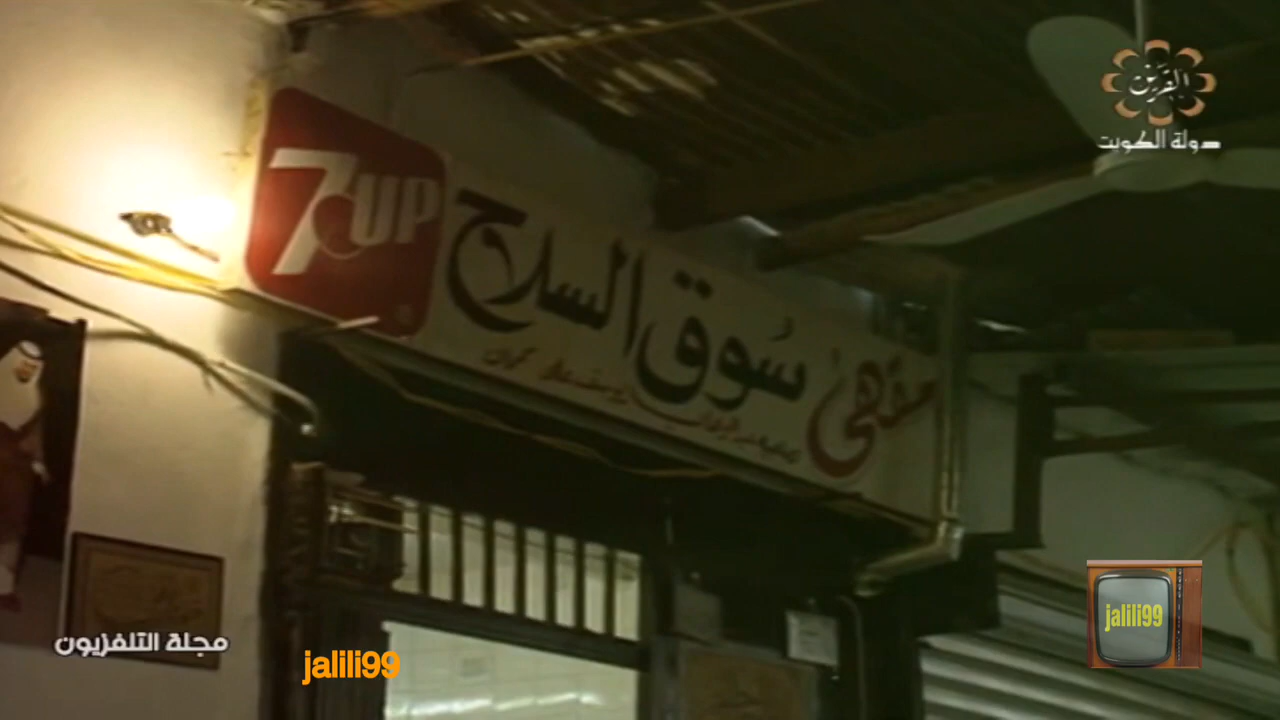 القرين
دولة الكويت
7UP
مقهى سوق السلاح
مجلة التلفزيون
jalili99
jalili99